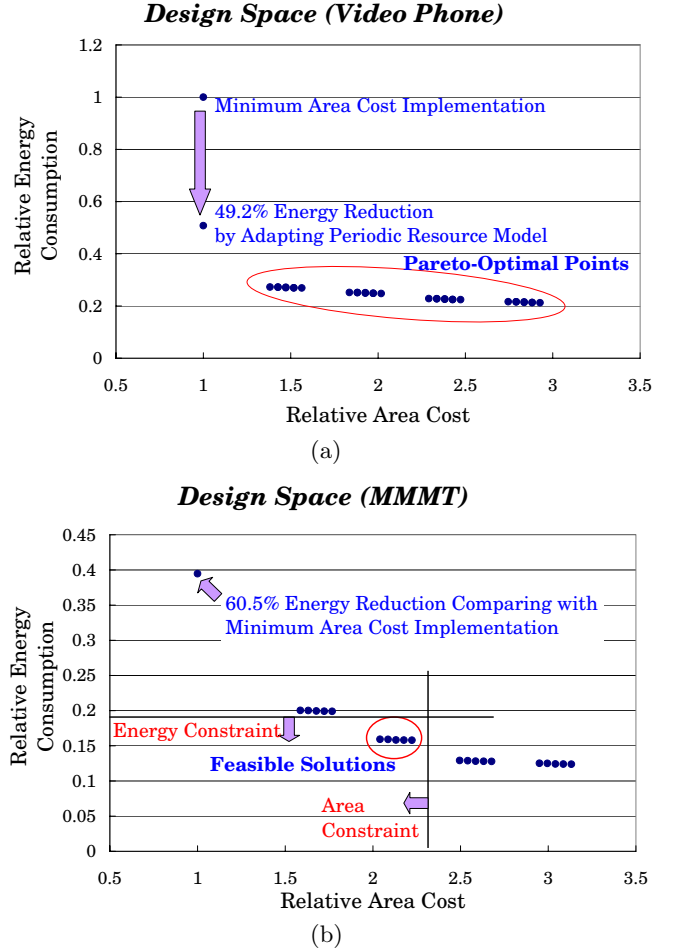 Design Space (Video Phone)
Relative Energy
Consumption
1.2
1
0.8
0.6
0.4
0.2
0
Minimum Area Cost Implementation
49.2% Energy Reduction
by Adapting Periodic Resource Model
Pareto-Optimal Points
0.5
1
1.5
2
2.5
3
3.5
Relative Area Cost
(a)
Design Space (MMMT)
Relative Energy
Consumption
0.45
0.4
0.35
0.3
0.25
0.2
0.15
0.1
0.05
0
60.5% Energy Reduction Comparing with
Minimum Area Cost Implementation
Energy Constraint
Feasible Solutions
Area
Constraint
0.5
1
1.5
2
2.5
3
3.5
Relative Area Cost
(b)